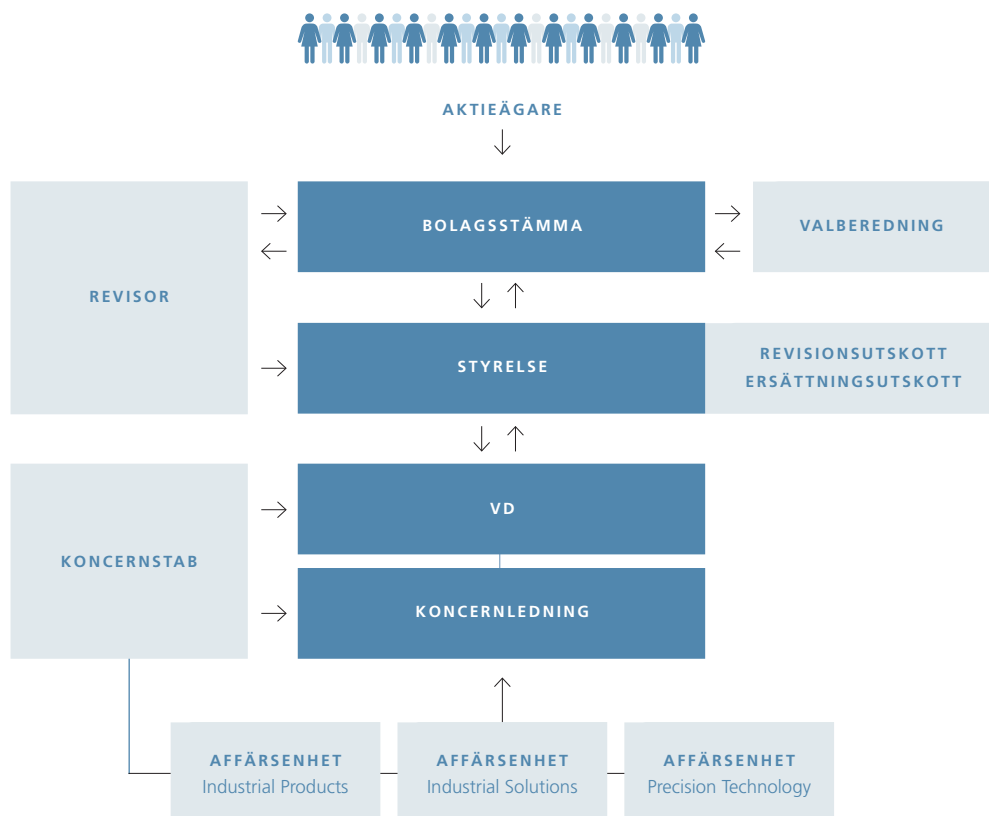 AKTIEÄGARE
BOLAGSSTÄMMA
VALBEREDNING
REVISOR
STYRELSE
REVISIONSUTSKOTT
ERSÄTTNINGSUTSKOTT
VD
KONCERNSTAB
KONCERNLEDNING
AFFÄRSENHET
Industrial Products
AFFÄRSENHET
Industrial Solutions
AFFÄRSENHET
Precision Technology